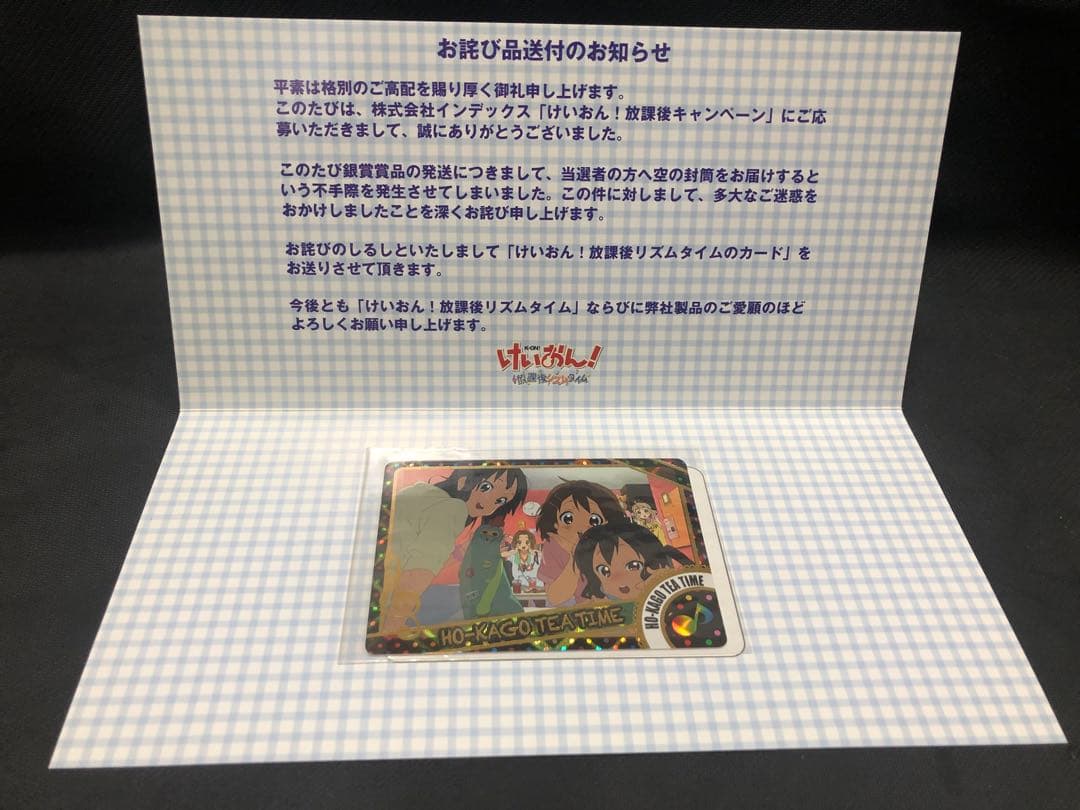 お詫び品送付のお知らせ
平素は格別のご高配を賜り厚く御礼申し上げます。
このたびは、株式会社インデックス「けいおん！放課後キャンペーン」にご応
募いただきまして、誠にありがとうございました。
このたび銀賞賞品の発送につきまして、当選者の方へ空の封筒をお届けすると
いう不手際を発生させてしまいました。この件に対しまして、多大なご迷惑を
おかけしましたことを深くお詫び申し上げます。
お詫びのしるしといたしまして「けいおん！放課後リズムタイムのカード」を
お送りさせて頂きます。
今後とも「けいおん！放課後リズムタイム」ならびに弊社製品のご愛顧のほど
よろしくお願い申し上げます。
K-ON!
けいおん!
放課後リズムタイム
HO-KAGO TEA TIME
HO-KAGO TEA TIME